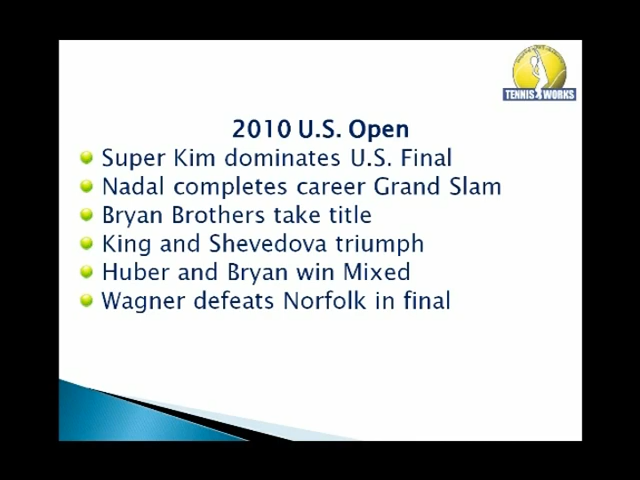 TENNIS WORKS
2010 U.S. Open
Super Kim dominates U.S. Final
Nadal completes career Grand Slam
Bryan Brothers take title
King and Shevedova triumph
Huber and Bryan win Mixed
Wagner defeats Norfolk in final